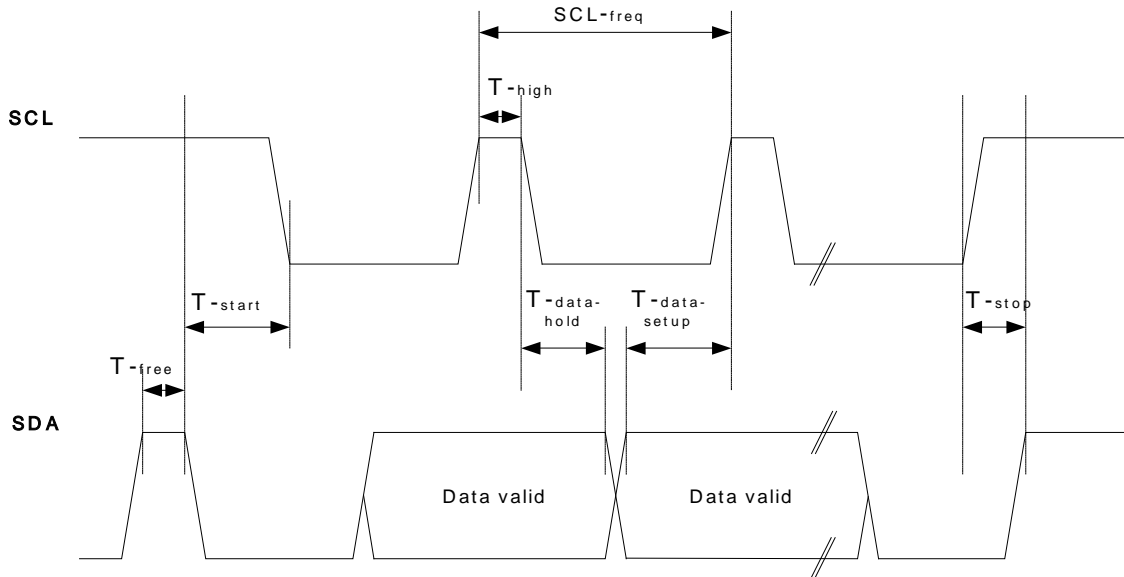 SCL-freq
T-high
SCL
T-start
T-data-
hold
T-data-
setup
T-stop
T-free
SDA
Data valid
Data valid